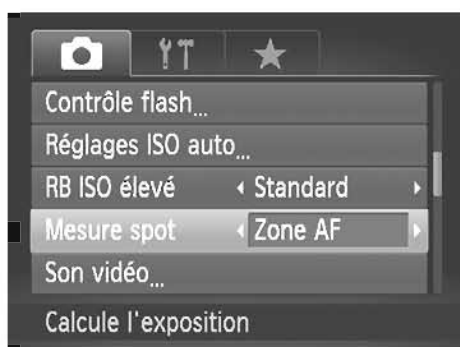 Contrôle flash...
Réglages ISO auto...
RB ISO élevé Standard
Mesure spot Zone AF
Son vidéo...
Calcule l'exposition